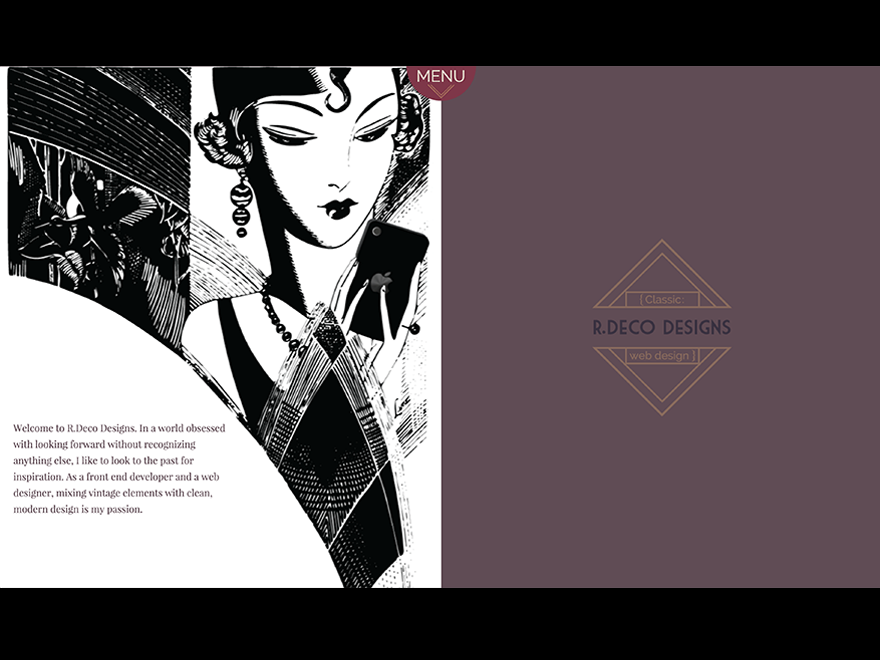 MENU
Welcome to R.Deco Designs. In a world obsessed
with looking forward without recognizing
anything else, I like to look to the past for
inspiration. As a front end developer and a web
designer, mixing vintage elements with clean,
modern design is my passion.
{ Classic:
R.DECO DESIGNS
web design }